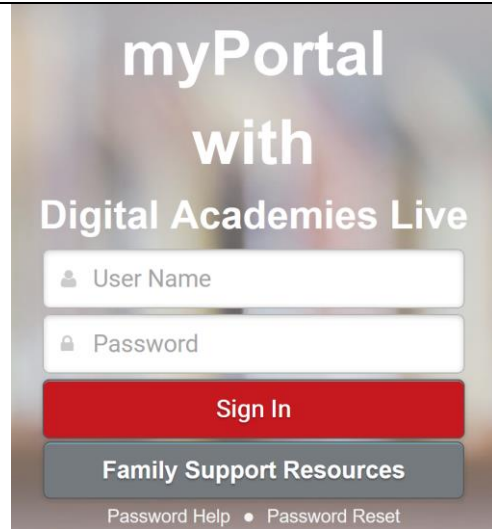 myPortal
with
Digital Academies Live
User Name
Password
Sign In
Family Support Resources
Password Help ● Password Reset